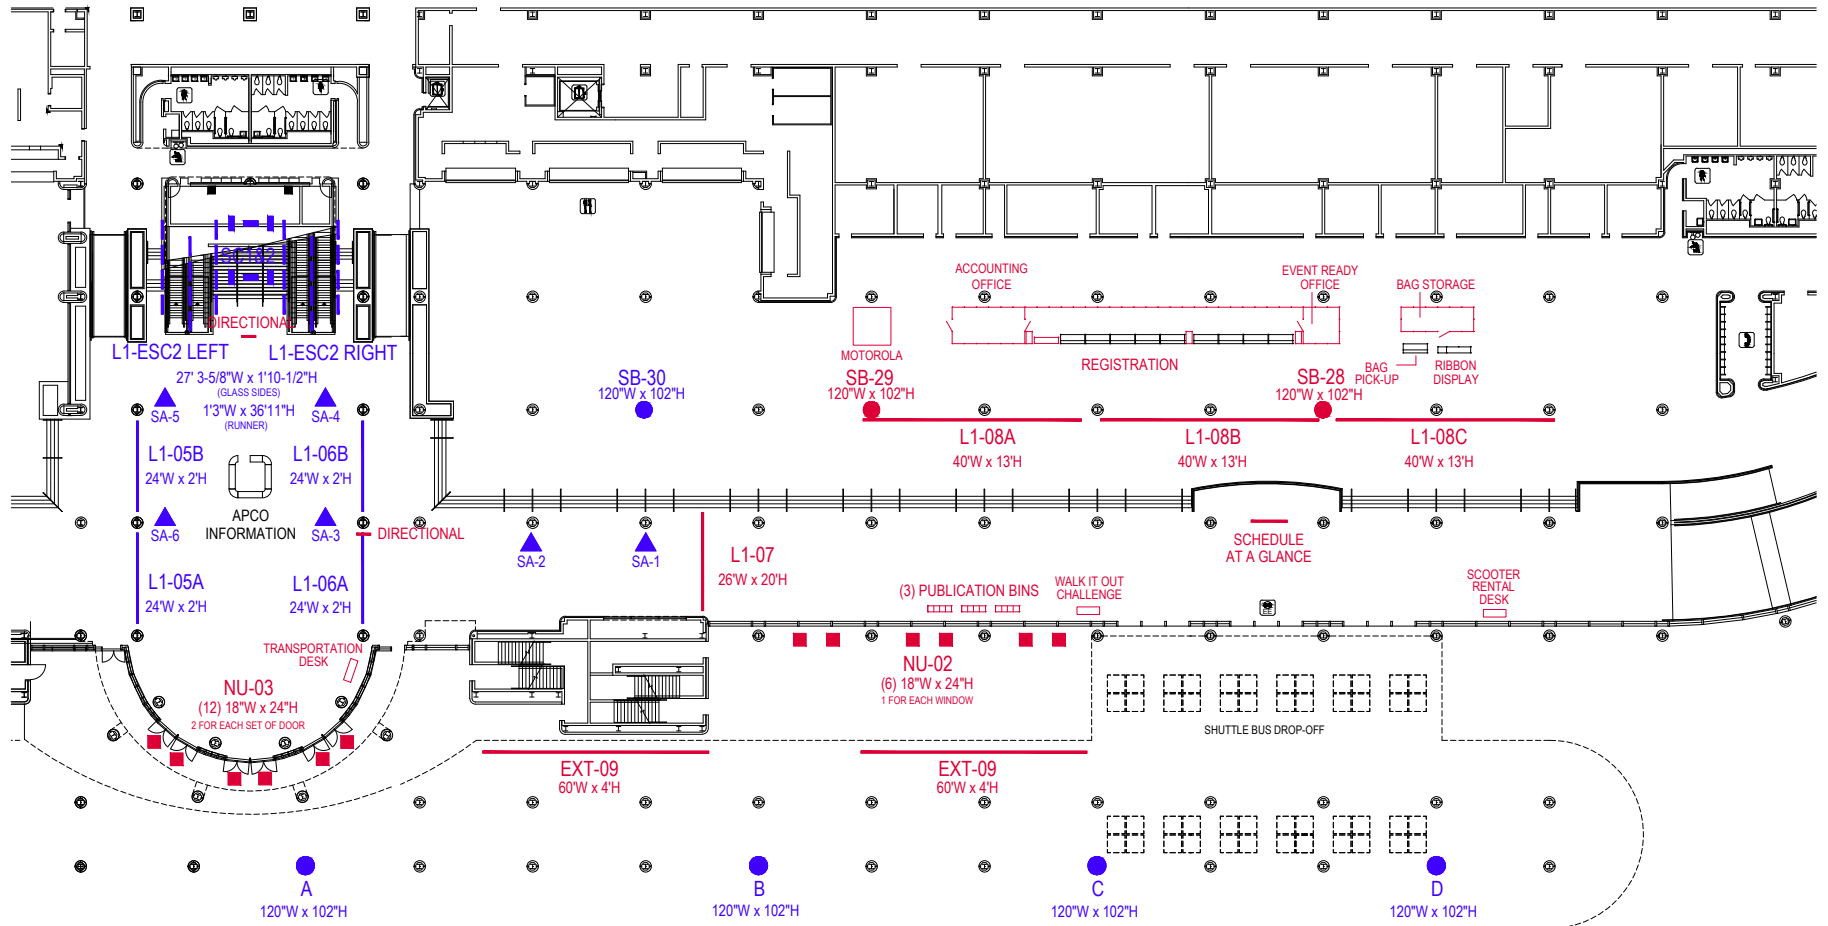 SC1&2
DIRECTIONAL
L1-ESC2 LEFT
L1-ESC2 RIGHT
27' 3-5/8"W x 1'10-1/2"H
(GLASS SIDES)
1'3"W x 36'11"H
(RUNNER)
SA-5
SA-4
L1-05B
24'W x 2'H
L1-06B
24'W x 2'H
APCO
INFORMATION
SA-6
SA-3
DIRECTIONAL
L1-05A
24'W x 2'H
L1-06A
24'W x 2'H
TRANSPORTATION
DESK
NU-03
(12) 18"W x 24"H
2 FOR EACH SET OF DOOR
SB-30
120"W x 102"H
ACCOUNTING
OFFICE
EVENT READY
OFFICE
BAG STORAGE
MOTOROLA
REGISTRATION
BAG
PICK-UP
RIBBON
DISPLAY
SB-29
120"W x 102"H
SB-28
120"W x 102"H
L1-08A
40'W x 13'H
L1-08B
40'W x 13'H
L1-08C
40'W x 13'H
SA-2
SA-1
L1-07
26'W x 20'H
SCHEDULE
AT A GLANCE
(3) PUBLICATION BINS
WALK IT OUT
CHALLENGE
SCOOTER
RENTAL
DESK
NU-02
(6) 18"W x 24"H
1 FOR EACH WINDOW
SHUTTLE BUS DROP-OFF
EXT-09
60'W x 4'H
EXT-09
60'W x 4'H
A
120"W x 102"H
B
120"W x 102"H
C
120"W x 102"H
D
120"W x 102"H